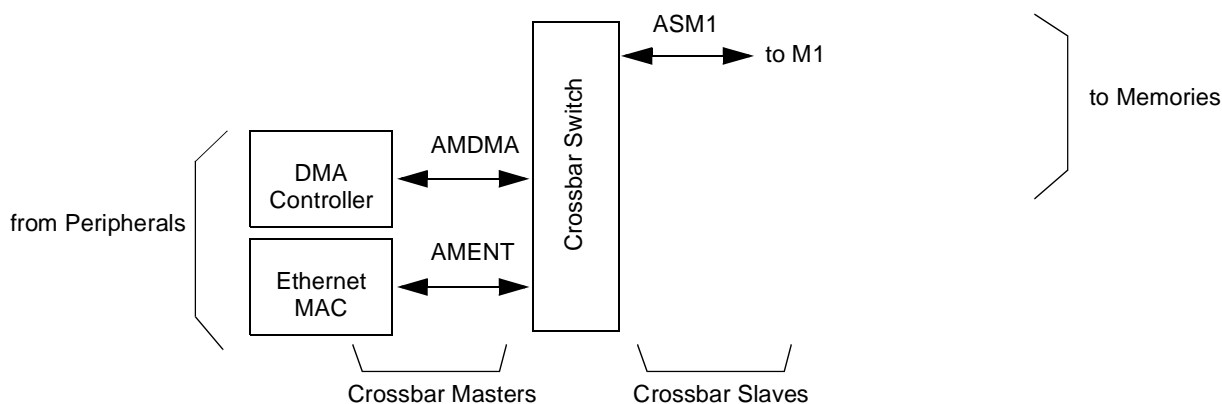 ASM1
to M1
to Memories
Crossbar Switch
AMDMA
DMA
Controller
from Peripherals
AMENT
Ethernet
MAC
Crossbar Masters
Crossbar Slaves